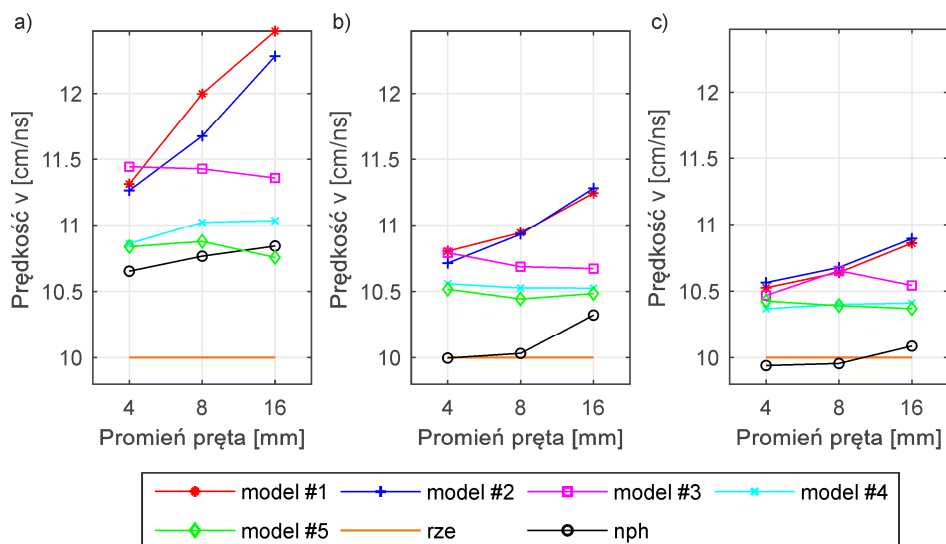 a)
b)
c)
12
11.5
11
10.5
10
4 8 16
Promień pręta [mm]
Prędkość v [cm/ns]
12
11.5
11
10.5
10
4 8 16
Promień pręta [mm]
Prędkość v [cm/ns]
12
11.5
11
10.5
10
4 8 16
Promień pręta [mm]
Prędkość v [cm/ns]
model #1 model #2 model #3 model #4
model #5 rze nph